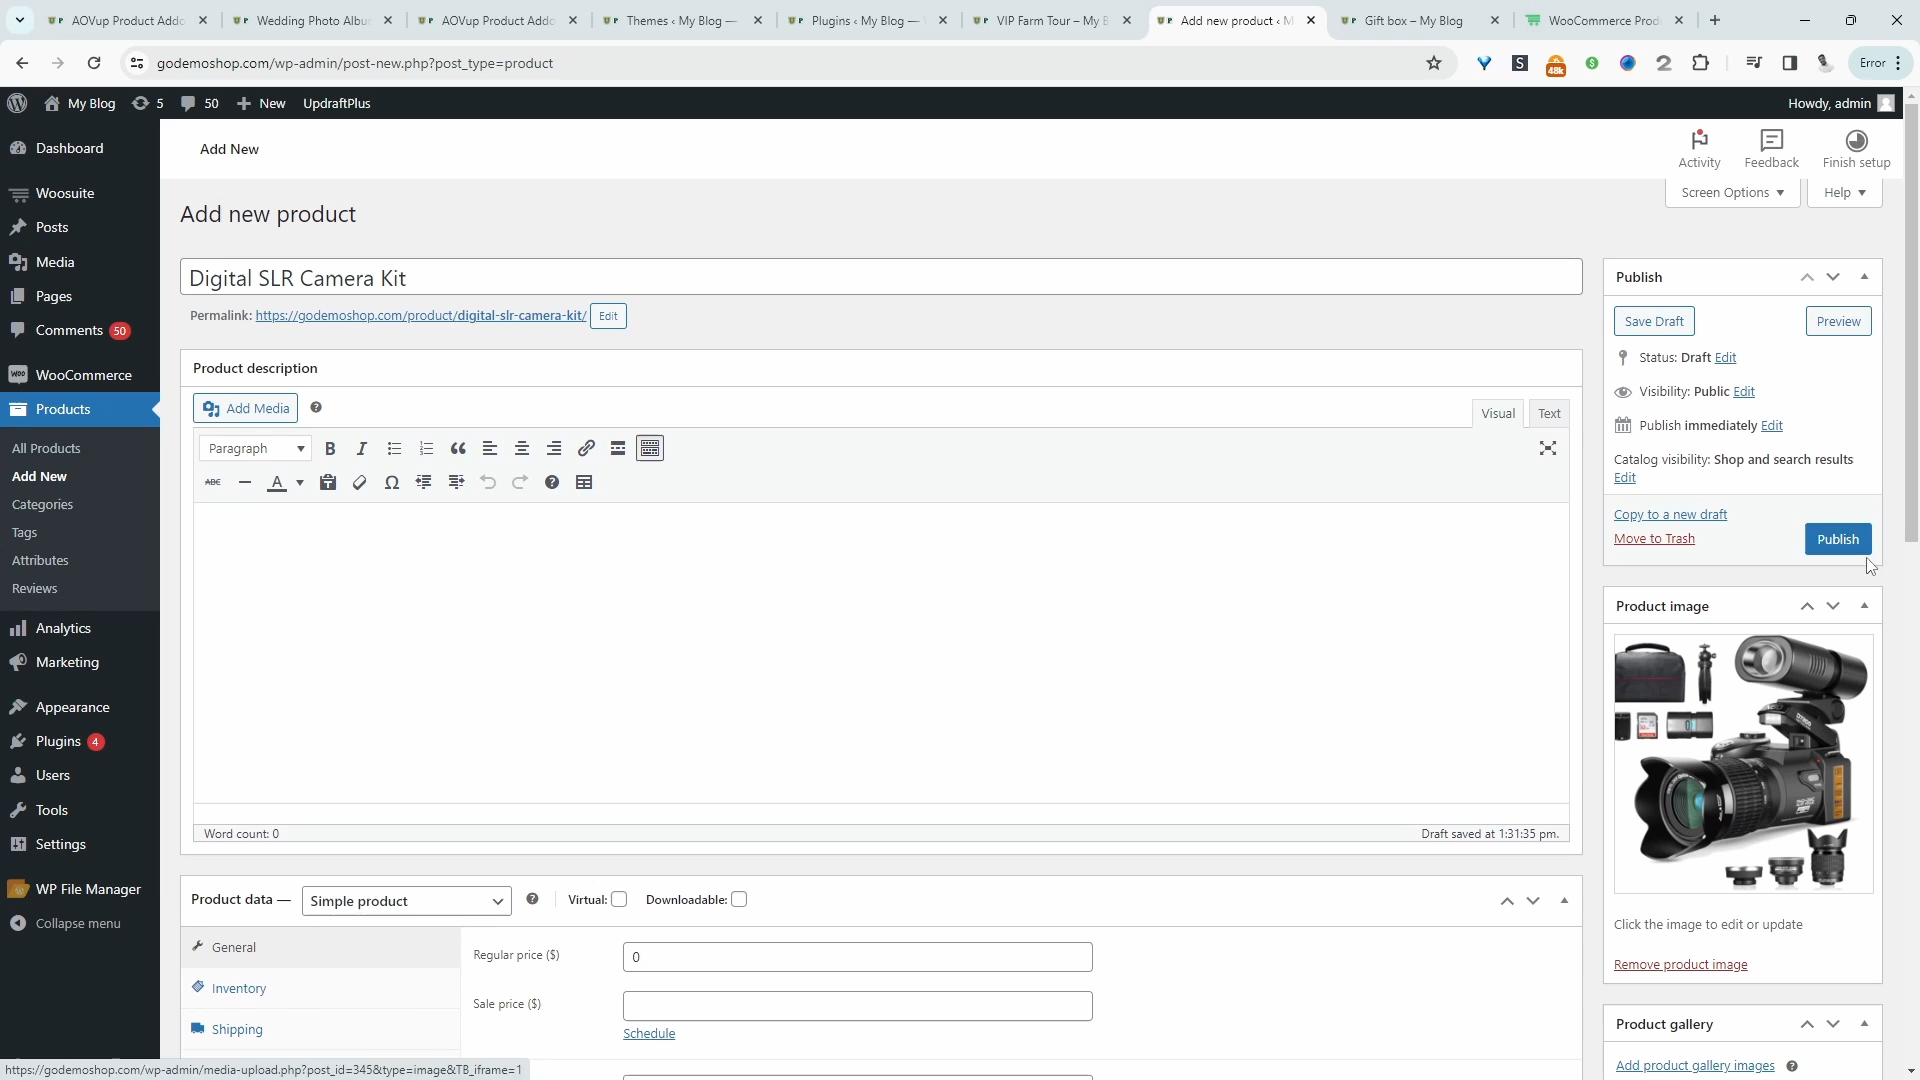 AOVup Product Addo
Wedding Photo Albu
AOVup Product Addo
Themes ‹ My Blog —
Plugins ‹ My Blog —
VIP Farm Tour – My B
Add new product ‹ M
Gift box – My Blog
WooCommerce Prod
godemoshop.com/wp-admin/post-new.php?post_type=product
S
48k
Error
My Blog
5
50
New
UpdraftPlus
Howdy, admin
Dashboard
Woosuite
Posts
Media
Pages
Comments 50
WooCommerce
Products
All Products
Add New
Categories
Tags
Attributes
Reviews
Analytics
Marketing
Appearance
Plugins 4
Users
Tools
Settings
WP File Manager
Collapse menu
Add New
Activity
Feedback
Finish setup
Screen Options
Help
Add new product
Digital SLR Camera Kit
Permalink: https://godemoshop.com/product/digital-slr-camera-kit/ Edit
Product description
Add Media
Visual
Text
Paragraph
Word count: 0
Draft saved at 1:31:35 pm.
Product data —
Simple product
Virtual:
Downloadable:
General
Inventory
Shipping
Regular price ($)
0
Sale price ($)
Schedule
Publish
Save Draft
Preview
Status: Draft Edit
Visibility: Public Edit
Publish immediately Edit
Catalog visibility: Shop and search results
Edit
Copy to a new draft
Move to Trash
Publish
Product image
Click the image to edit or update
Remove product image
Product gallery
Add product gallery images
https://godemoshop.com/wp-admin/media-upload.php?post_id=345&type=image&TB_iframe=1